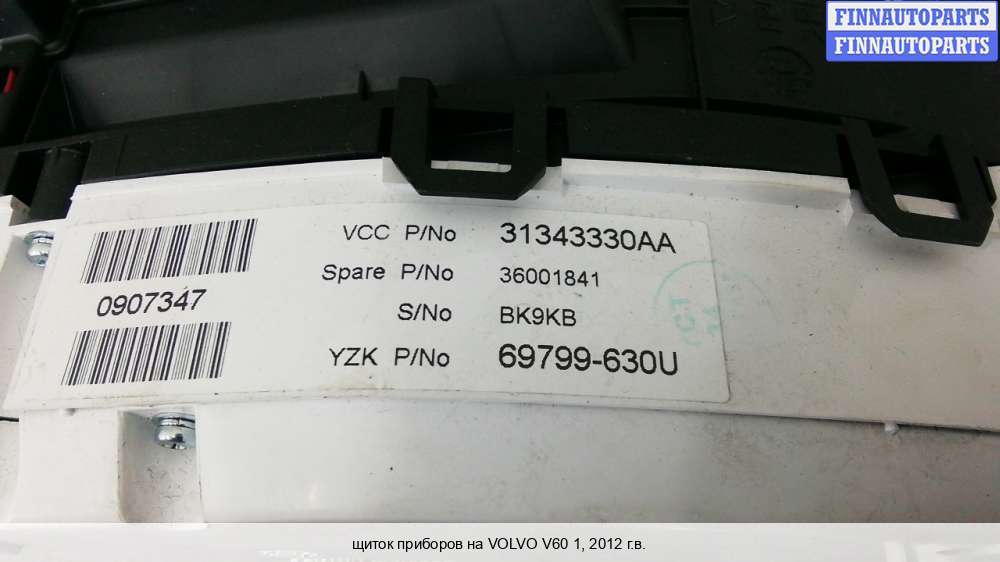 FINNAUTOPARTS
FINNAUTOPARTS
VCC P/No 31343330AA
Spare P/No 36001841
0907347
S/No BK9KB
YZK P/No 69799-630U
щиток приборов на VOLVO V60 1, 2012 г.в.